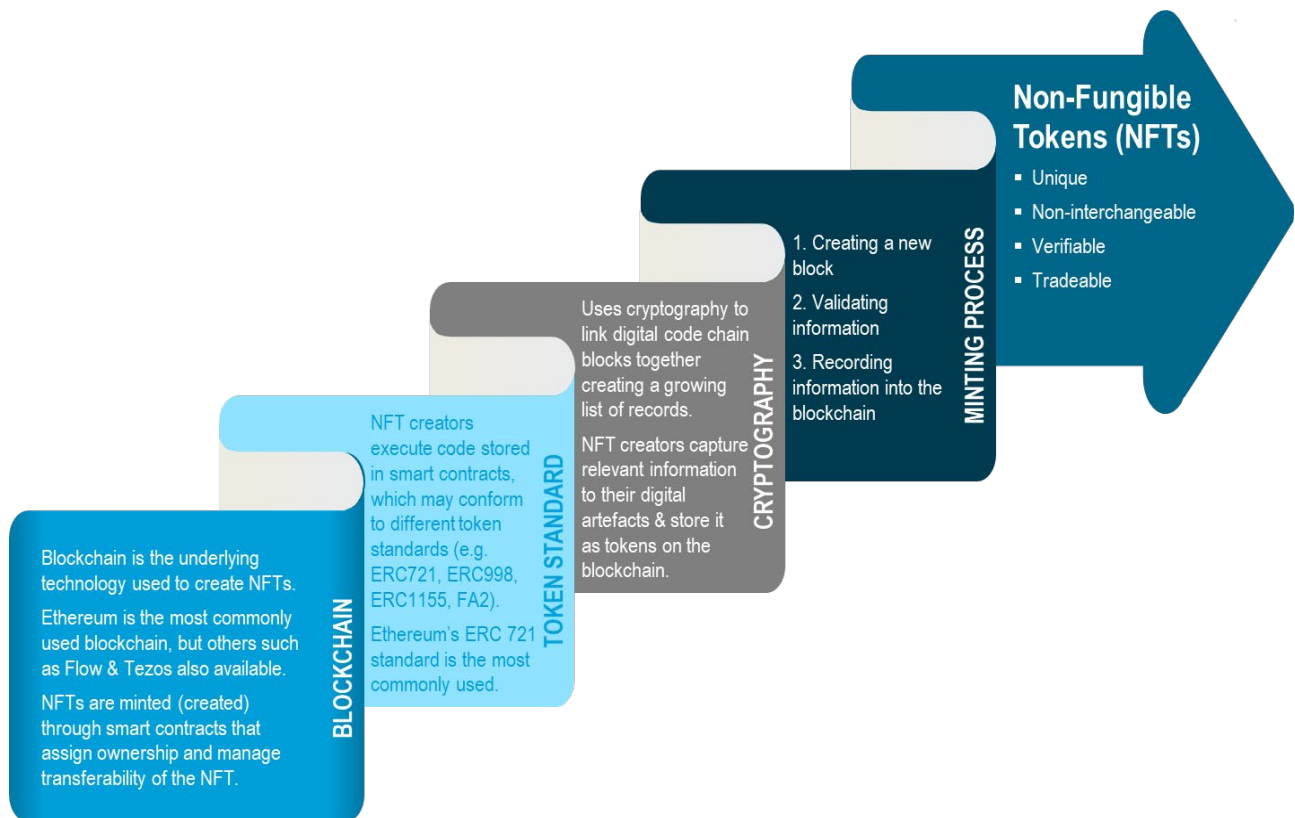 Blockchain is the underlying
technology used to create NFTs.
Ethereum is the most commonly
used blockchain, but others such
as Flow & Tezos also available.
NFTs are minted (created)
through smart contracts that
assign ownership and manage
transferability of the NFT.
BLOCKCHAIN
NFT creators
execute code stored
in smart contracts,
which may conform
to different token
standards (e.g.
ERC721, ERC998,
ERC1155, FA2).
Ethereum’s ERC 721
standard is the most
commonly used.
TOKEN STANDARD
Uses cryptography to
link digital code chain
blocks together
creating a growing
list of records.
NFT creators capture
relevant information
to their digital
artefacts & store it
as tokens on the
blockchain.
CRYPTOGRAPHY
1. Creating a new
block
2. Validating
information
3. Recording
information into the
blockchain
MINTING PROCESS
Non-Fungible
Tokens (NFTs)
▪ Unique
▪ Non-interchangeable
▪ Verifiable
▪ Tradeable